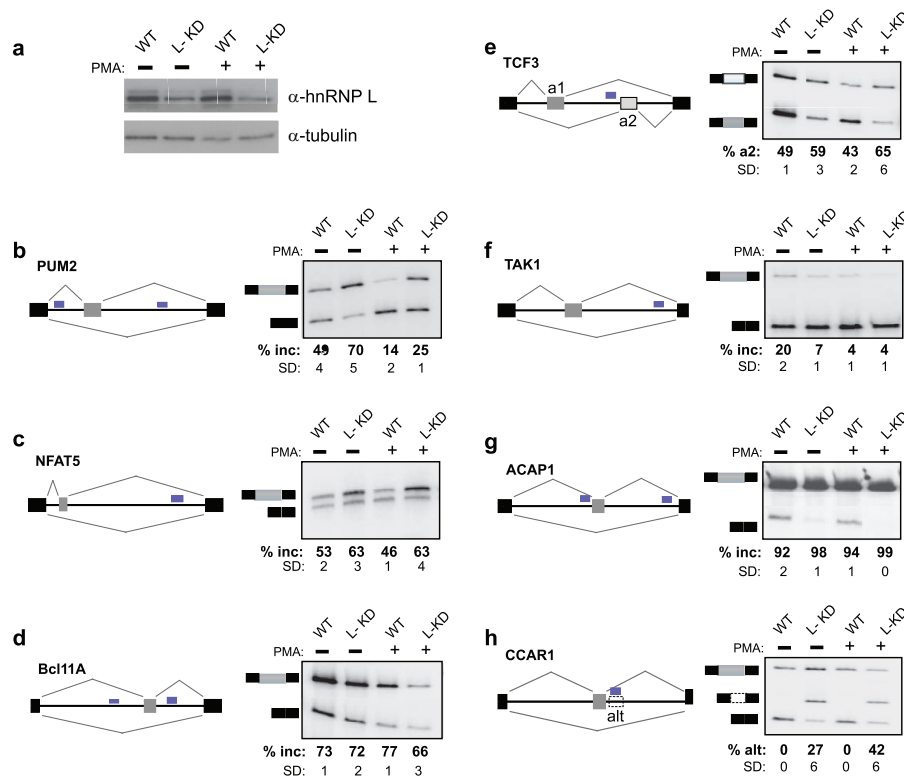 a
WT L- KD WT L-KD
PMA: − − + +
α-hnRNP L
α-tubulin
b
PUM2
WT L- KD WT L-KD
PMA: − − + +
% inc: 49 70 14 25
SD: 4 5 2 1
c
NFAT5
WT L- KD WT L-KD
PMA: − − + +
% inc: 53 63 46 63
SD: 2 3 1 4
d
Bcl11A
WT L- KD WT L-KD
PMA: − − + +
% inc: 73 72 77 66
SD: 1 2 1 3
e
TCF3
a1
a2
WT L- KD WT L-KD
PMA: − − + +
% a2: 49 59 43 65
SD: 1 3 2 6
f
TAK1
WT L- KD WT L-KD
PMA: − − + +
% inc: 20 7 4 4
SD: 2 1 1 1
g
ACAP1
WT L- KD WT L-KD
PMA: − − + +
% inc: 92 98 94 99
SD: 2 1 1 0
h
CCAR1
alt
WT L- KD WT L-KD
PMA: − − + +
% alt: 0 27 0 42
SD: 0 6 0 6